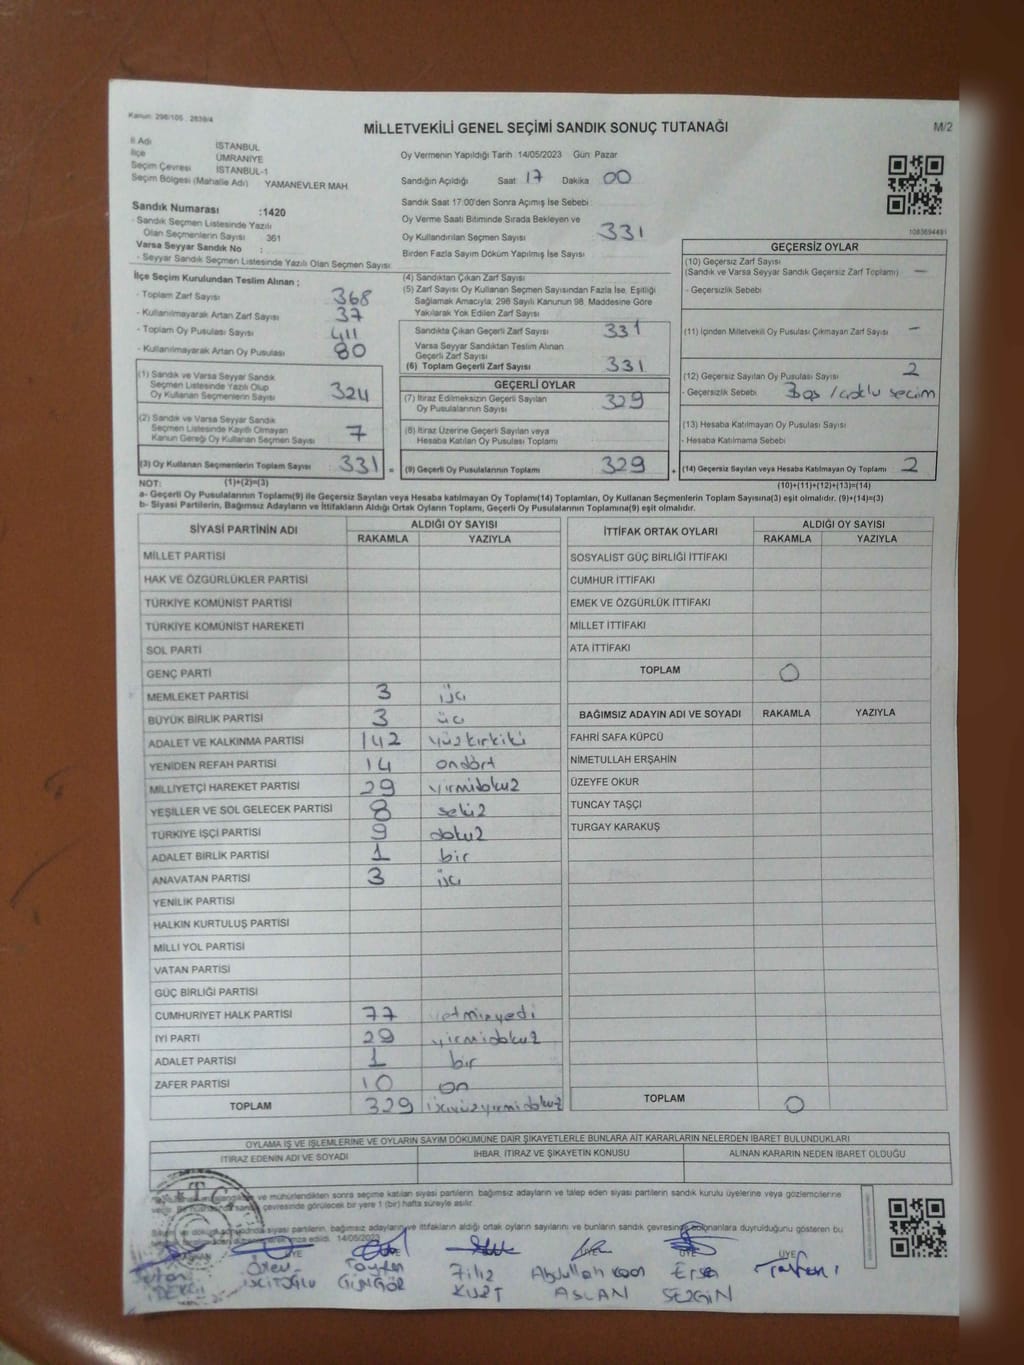 Kanun: 298/105 2839/4
MİLLETVEKİLİ GENEL SEÇİMİ SANDIK SONUÇ TUTANAĞI
M/2
İl Adı İSTANBUL
İlçe ÜMRANİYE
Seçim Çevresi İSTANBUL-1
Seçim Bölgesi (Mahalle Adı) YAMANEVLER MAH
Oy Vermenin Yapıldığı Tarih 14/05/2023 Gün Pazar
Sandığın Açıldığı Saat 17 Dakika 00
Sandık Saat 17:00'den Sonra Açılmış İse Sebebi
Oy Verme Saati Bitiminde Sırada Bekleyen ve
Oy Kullandırılan Seçmen Sayısı 331
Birden Fazla Sayım Döküm Yapılmış İse Sayısı
1083694491
Sandık Numarası :1420
- Sandık Seçmen Listesinde Yazılı
Olan Seçmenlerin Sayısı 361
Varsa Seyyar Sandık No :
- Seyyar Sandık Listesinde Yazılı Olan Seçmen Sayısı
İlçe Seçim Kurulundan Teslim Alınan ;
- Toplam Zarf Sayısı 368
- Kullanılmayarak Artan Zarf Sayısı 37
- Toplam Oy Pusulası Sayısı 411
- Kullanılmayarak Artan Oy Pusulası 80
(1) Sandık ve Varsa Seyyar Sandık
Seçmen Listesinde Yazılı Olup
Oy Kullanan Seçmenlerin Sayısı 324
(2) Sandık ve Varsa Seyyar Sandık
Seçmen Listesinde Kayıtlı Olmayan
Kanun Gereği Oy Kullanan Seçmen Sayısı 7
(3) Oy Kullanan Seçmenlerin Toplam Sayısı 331 =
(4) Sandıktan Çıkan Zarf Sayısı
(5) Zarf Sayısı Oy Kullanan Seçmen Sayısından Fazla İse, Eşitliği
Sağlamak Amacıyla; 298 Sayılı Kanunun 98. Maddesine Göre
Yakılarak Yok Edilen Zarf Sayısı
Sandıkta Çıkan Geçerli Zarf Sayısı 331
Varsa Seyyar Sandıktan Teslim Alınan
Geçerli Zarf Sayısı
(6) Toplam Geçerli Zarf Sayısı 331
GEÇERLİ OYLAR
(7) İtiraz Edilmeksizin Geçerli Sayılan
Oy Pusulalarının Sayısı 329
(8) İtiraz Üzerine Geçerli Sayılan veya
Hesaba Katılan Oy Pusulası Toplamı
(9) Geçerli Oy Pusulalarının Toplamı 329 +
GEÇERSİZ OYLAR
(10) Geçersiz Zarf Sayısı
(Sandık ve Varsa Seyyar Sandık Geçersiz Zarf Toplamı) -
- Geçersizlik Sebebi
(11) İçinden Milletvekili Oy Pusulası Çıkmayan Zarf Sayısı -
(12) Geçersiz Sayılan Oy Pusulası Sayısı 2
- Geçersizlik Sebebi Boş / çoklu seçim
(13) Hesaba Katılmayan Oy Pusulası Sayısı
- Hesaba Katılmama Sebebi
(14) Geçersiz Sayılan veya Hesaba Katılmayan Oy Toplamı 2
NOT: (1)+(2)=(3) (10)+(11)+(12)+(13)=(14)
a- Geçerli Oy Pusulalarının Toplamı(9) ile Geçersiz Sayılan veya Hesaba katılmayan Oy Toplamı(14) Toplamları, Oy Kullanan Seçmenlerin Toplam Sayısına(3) eşit olmalıdır. (9)+(14)=(3)
b- Siyasi Partilerin, Bağımsız Adayların ve İttifakların Aldığı Ortak Oyların Toplamı, Geçerli Oy Pusulalarının Toplamına(9) eşit olmalıdır.
SİYASİ PARTİNİN ADI ALDIĞI OY SAYISI
RAKAMLA YAZIYLA
MİLLET PARTİSİ
HAK VE ÖZGÜRLÜKLER PARTİSİ
TÜRKİYE KOMÜNİST PARTİSİ
TÜRKİYE KOMÜNİST HAREKETİ
SOL PARTİ
GENÇ PARTİ
MEMLEKET PARTİSİ 3 üç
BÜYÜK BİRLİK PARTİSİ 3 üç
ADALET VE KALKINMA PARTİSİ 142 yüzkırkiki
YENİDEN REFAH PARTİSİ 14 ondört
MİLLİYETÇİ HAREKET PARTİSİ 29 yirmidokuz
YEŞİLLER VE SOL GELECEK PARTİSİ 8 sekiz
TÜRKİYE İŞÇİ PARTİSİ 9 dokuz
ADALET BİRLİK PARTİSİ 1 bir
ANAVATAN PARTİSİ 3 üç
YENİLİK PARTİSİ
HALKIN KURTULUŞ PARTİSİ
MİLLİ YOL PARTİSİ
VATAN PARTİSİ
GÜÇ BİRLİĞİ PARTİSİ
CUMHURİYET HALK PARTİSİ 77 yetmişyedi
İYİ PARTİ 29 yirmidokuz
ADALET PARTİSİ 1 bir
ZAFER PARTİSİ 10 on
TOPLAM 329 üçyüzyirmidokuz
İTTİFAK ORTAK OYLARI ALDIĞI OY SAYISI
RAKAMLA YAZIYLA
SOSYALİST GÜÇ BİRLİĞİ İTTİFAKI
CUMHUR İTTİFAKI
EMEK VE ÖZGÜRLÜK İTTİFAKI
MİLLET İTTİFAKI
ATA İTTİFAKI
TOPLAM 0
BAĞIMSIZ ADAYIN ADI VE SOYADI RAKAMLA YAZIYLA
FAHRİ SAFA KÜPCÜ
NİMETULLAH ERŞAHİN
ÜZEYFE OKUR
TUNCAY TAŞÇI
TURGAY KARAKUŞ
TOPLAM 0
OYLAMA İŞ VE İŞLEMLERİNE VE OYLARIN SAYIM DÖKÜMÜNE DAİR ŞİKAYETLERLE BUNLARA AİT KARARLARIN NELERDEN İBARET BULUNDUKLARI
İTİRAZ EDENİN ADI VE SOYADI İHBAR, İTİRAZ VE ŞİKAYETİN KONUSU ALINAN KARARIN NEDEN İBARET OLDUĞU
ve mühürlendikten sonra seçime katılan siyasi partilerin, bağımsız adayların ve talep eden siyasi partilerin sandık kurulu üyelerine veya gözlemcilerine
sandık çevresinde görülecek bir yere 1 (bir) hafta süreyle asılır.
siyasi partilerin, bağımsız adayların ve ittifakların aldığı ortak oyların sayılarını ve bunların sandık çevresinde bulunanlara duyrulduğunu gösteren bu
imza edildi. 14/05/2023
T.C.
ÜYE ÜYE ÜYE ÜYE ÜYE ÜYE
Tayfun Filiz Abdullah can Ersa
GÜNGÖR KURT ASLAN SEZGİN